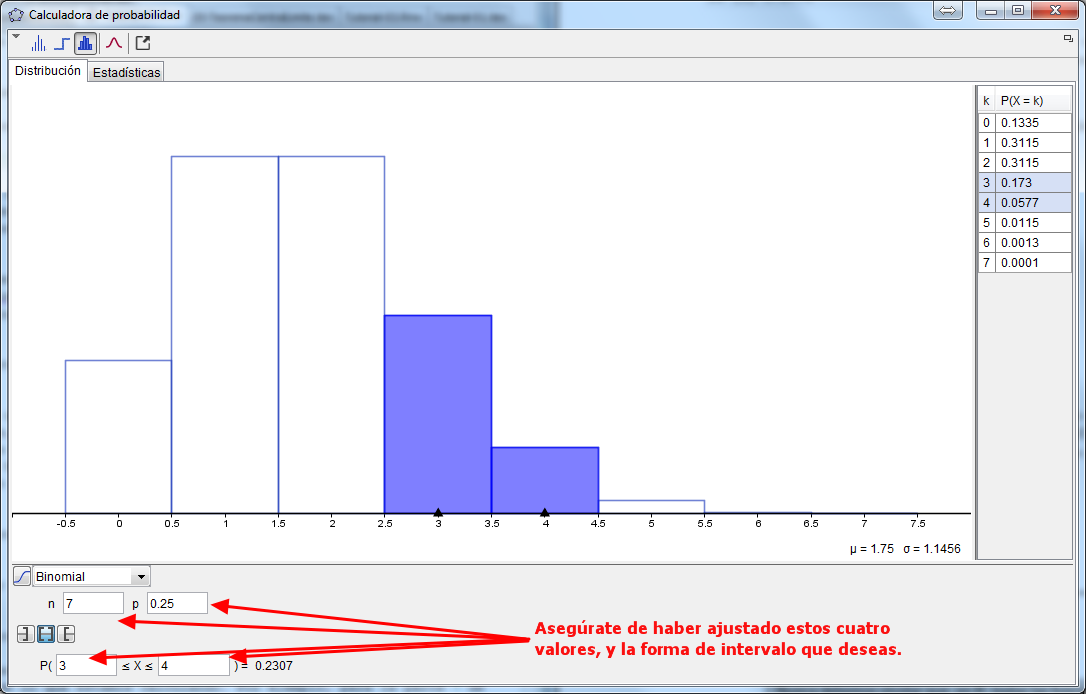 Calculadora de probabilidad
Distribución
Estadísticas
k P(X = k)
0 0.1335
1 0.3115
2 0.3115
3 0.173
4 0.0577
5 0.0115
6 0.0013
7 0.0001
-0.5 0 0.5 1 1.5 2 2.5 3 3.5 4 4.5 5 5.5 6 6.5 7 7.5
μ = 1.75 σ = 1.1456
Binomial
n 7 p 0.25
Asegúrate de haber ajustado estos cuatro
valores, y la forma de intervalo que deseas.
P( 3 ≤ X ≤ 4 ) = 0.2307